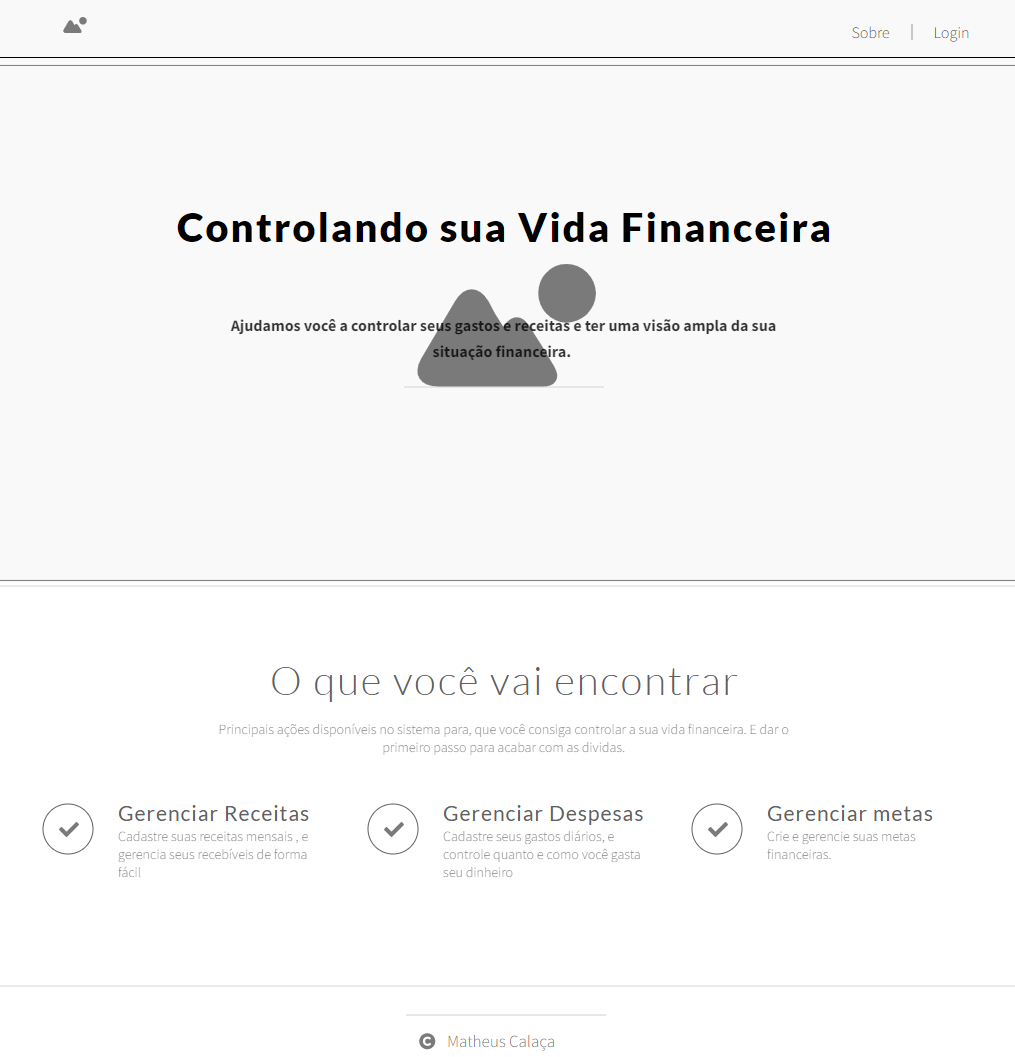 Sobre | Login
Controlando sua Vida Financeira
Ajudamos você a controlar seus gastos e receitas e ter uma visão ampla da sua
situação financeira.
O que você vai encontrar
Principais ações disponíveis no sistema para, que você consiga controlar a sua vida financeira. E dar o
primeiro passo para acabar com as dividas.
Gerenciar Receitas
Cadastre suas receitas mensais , e
gerencia seus recebíveis de forma
fácil
Gerenciar Despesas
Cadastre seus gastos diários, e
controle quanto e como você gasta
seu dinheiro
Gerenciar metas
Crie e gerencie suas metas
financeiras.
© Matheus Calaça